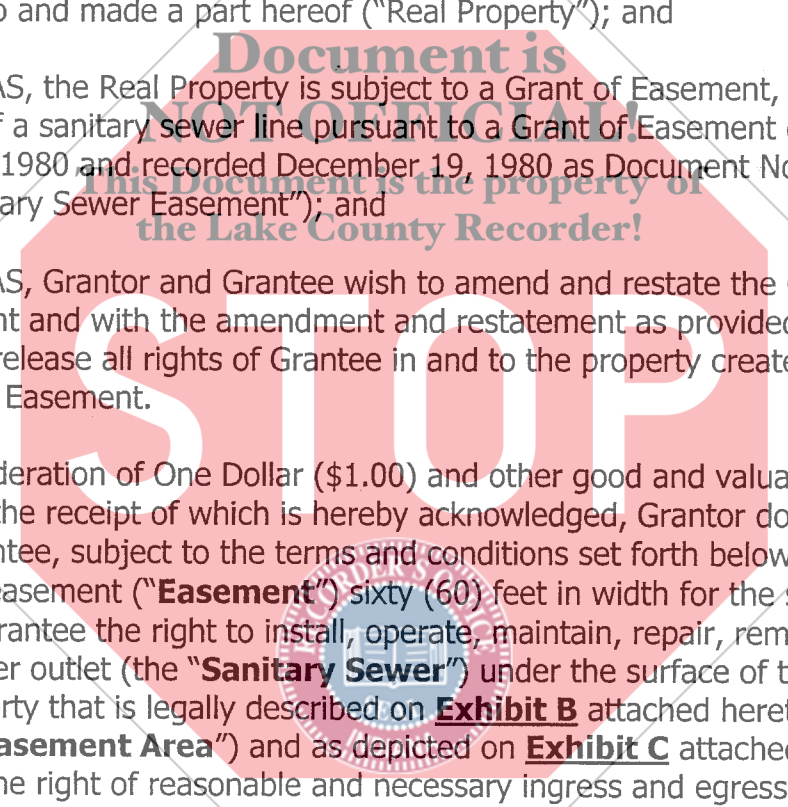 o and made a part hereof ("Real Property"); and
Document is
AS, the Real Property is subject to a Grant of Easement,
NOT OFFICIAL!
f a sanitary sewer line pursuant to a Grant of Easement
1980 and recorded December 19, 1980 as Document No
This Document is the property of
ary Sewer Easement"); and
the Lake County Recorder!
AS, Grantor and Grantee wish to amend and restate the
nt and with the amendment and restatement as provided
release all rights of Grantee in and to the property create
Easement.
STOP
deration of One Dollar ($1.00) and other good and valua
the receipt of which is hereby acknowledged, Grantor do
ntee, subject to the terms and conditions set forth below
easement ("Easement") sixty (60) feet in width for the s
rantee the right to install, operate, maintain, repair, rem
er outlet (the "Sanitary Sewer") under the surface of t
rty that is legally described on Exhibit B attached heret
asement Area") and as depicted on Exhibit C attached
he right of reasonable and necessary ingress and egress